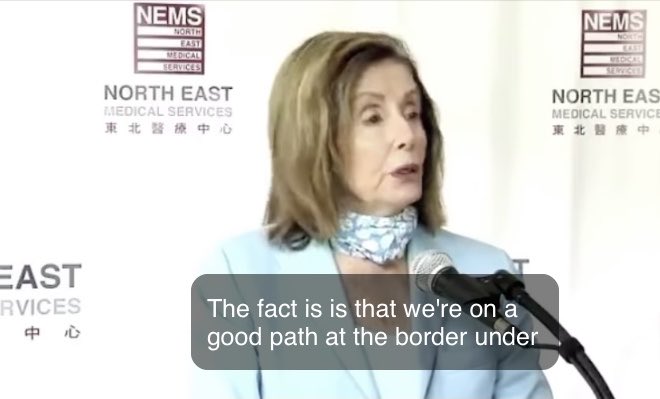 NEMS
NORTH
EAST
MEDICAL
SERVICES
NORTH EAST
MEDICAL SERVICES
東北醫療中心
NEMS
NORTH
EAST
MEDICAL
SERVICES
NORTH EAS
MEDICAL SERVICE
東北醫療中
EAST
RVICES
中心
T
The fact is is that we're on a
good path at the border under